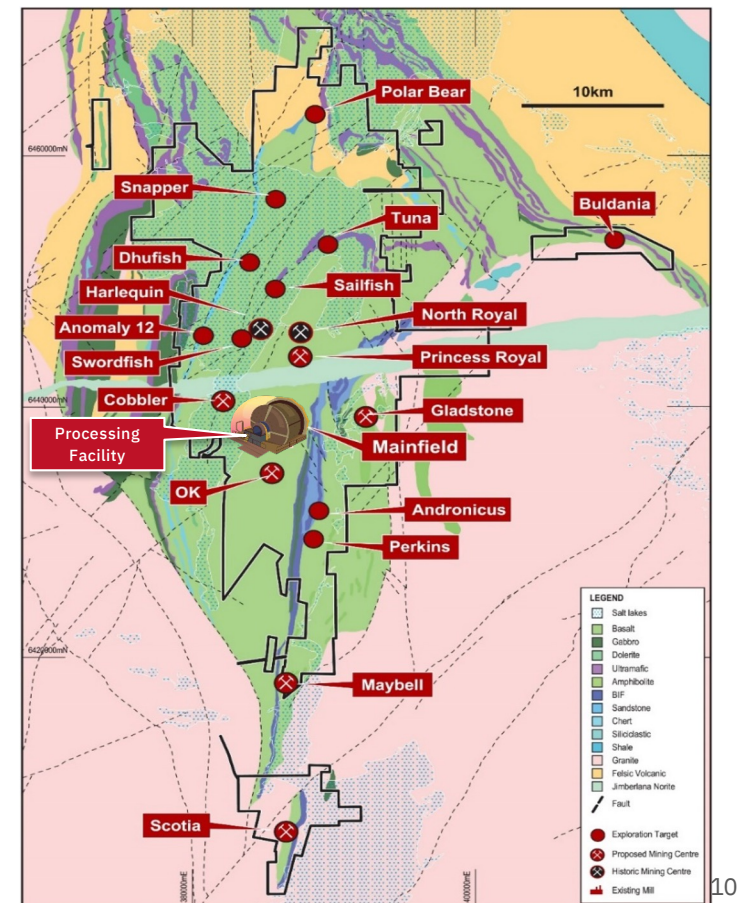 Polar Bear
10km
6460000mN
Snapper
Buldania
Tuna
Dhufish
Sailfish
Harlequin
North Royal
Anomaly 12
Princess Royal
Swordfish
Cobbler
6440000mN
Gladstone
Processing
Facility
Mainfield
OK
Andronicus
Perkins
LEGEND
Salt lakes
Basalt
Gabbro
Dolerite
Ultramafic
Amphibolite
BIF
Sandstone
Chert
Siliciclastic
Shale
Granite
Felsic Volcanic
Jimberlana Norite
Fault
Exploration Target
Proposed Mining Centre
Historic Mining Centre
Existing Mill
6420000mN
Maybell
Scotia
380000mE
400000mE
10